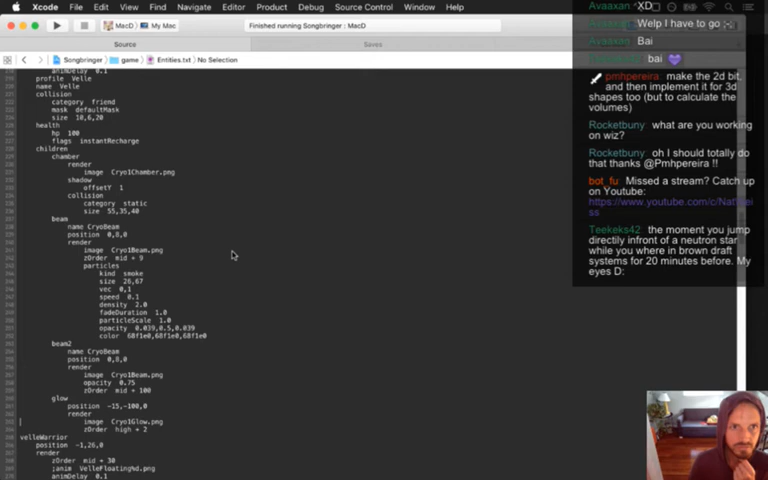 Xcode File Edit View Find Navigate Editor Product Debug Source Control Window Help
MacD My Mac
Finished running Songbringer : MacD
Source
Saves
Songbringer game Entities.txt No Selection
animDelay 0.1
profile Velle
name Velle
collision
category friend
mask defaultMask
size 10,6,20
health
hp 100
flags instantRecharge
children
chamber
render
image Cryo1Chamber.png
shadow
offsetY 1
collision
category static
size 55,35,40
beam
name CryoBeam
position 0,8,0
render
image Cryo1Beam.png
zOrder mid + 9
particles
kind smoke
size 26,67
vec 0,1
speed 0.1
density 2.0
fadeDuration 1.0
particleScale 1.0
opacity 0.039,0.5,0.039
color 68f1e0,68f1e0,68f1e0
beam2
name CryoBeam
position 0,8,0
render
image Cryo1Beam.png
opacity 0.75
zOrder mid + 100
glow
position -15,-100,0
render
image Cryo1Glow.png
zOrder high + 2
velleWarrior
position -1,26,0
render
zOrder mid + 30
;anim VelleFloating%d.png
animDelay 0.1
Avaaxan XD
Avaaxan Welp I have to go
Avaaxan Bai
bai
pmhpereira make the 2d bit,
and then implement it for 3d
shapes too (but to calculate the
volumes)
Rocketbuny what are you working
on wiz?
Rocketbuny oh I should totally do
that thanks @Pmhpereira !!
bot_fu Missed a stream? Catch up
on Youtube:
Teekeks42 the moment you jump
directily infront of a neutron star
while you where in brown draft
systems for 20 minutes before. My
eyes D: